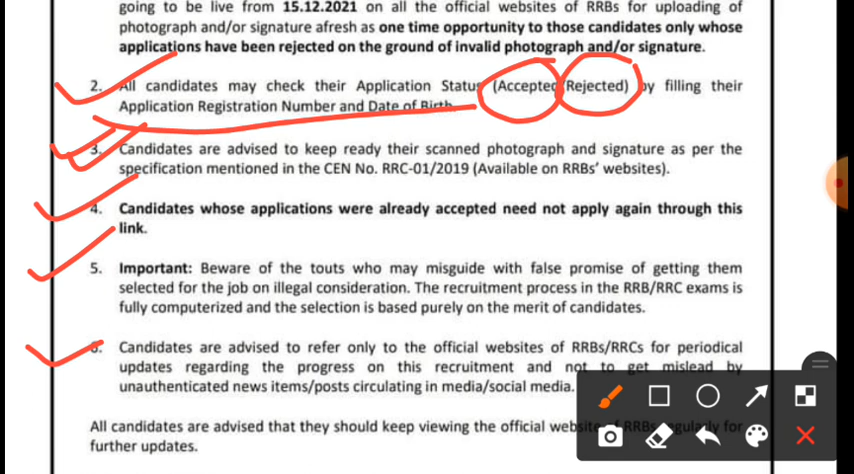 going to be live from 15.12.2021 on all the official websites of RRBs for uploading of
photograph and/or signature afresh as one time opportunity to those candidates only whose
applications have been rejected on the ground of invalid photograph and/or signature.
2. All candidates may check their Application Status (Accepted/Rejected) by filling their
Application Registration Number and Date of Birth
3. Candidates are advised to keep ready their scanned photograph and signature as per the
specification mentioned in the CEN No. RRC-01/2019 (Available on RRBs' websites).
4. Candidates whose applications were already accepted need not apply again through this
link.
5. Important: Beware of the touts who may misguide with false promise of getting them
selected for the job on illegal consideration. The recruitment process in the RRB/RRC exams is
fully computerized and the selection is based purely on the merit of candidates.
6. Candidates are advised to refer only to the official websites of RRBs/RRCs for periodical
updates regarding the progress on this recruitment and not to get mislead by
unauthenticated news items/posts circulating in media/social media.
All candidates are advised that they should keep viewing the official website of RRBs regularly for
further updates.